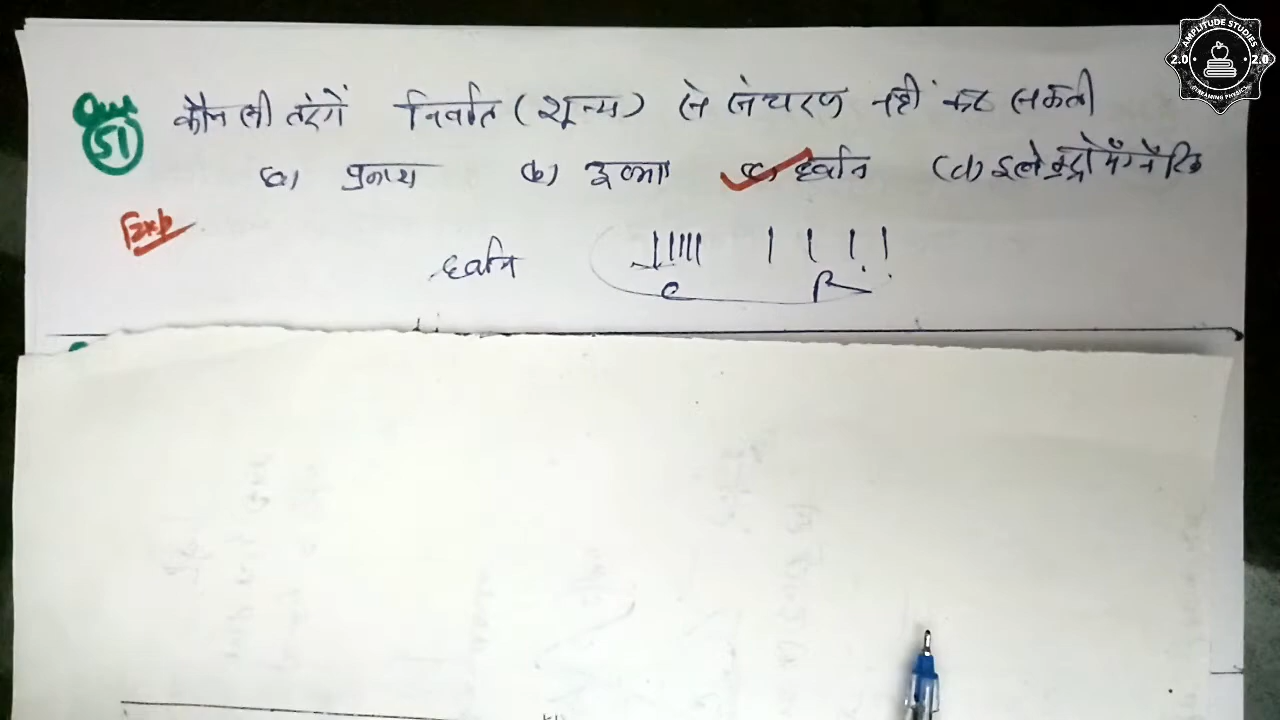 AMPLITUDE STUDIES
2.0 2.0
Que 51 कौन सी तरंगें निर्वात (शून्य) से संचरण नहीं कर सकती
(a) प्रकाश (b) ऊष्मा (c) ध्वनि (d) इलेक्ट्रोमैग्नैटिक
Exp
ध्वनि
C R